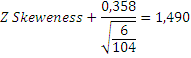 Z Skeweness + 0,358 / √(6 / 104) = 1,490